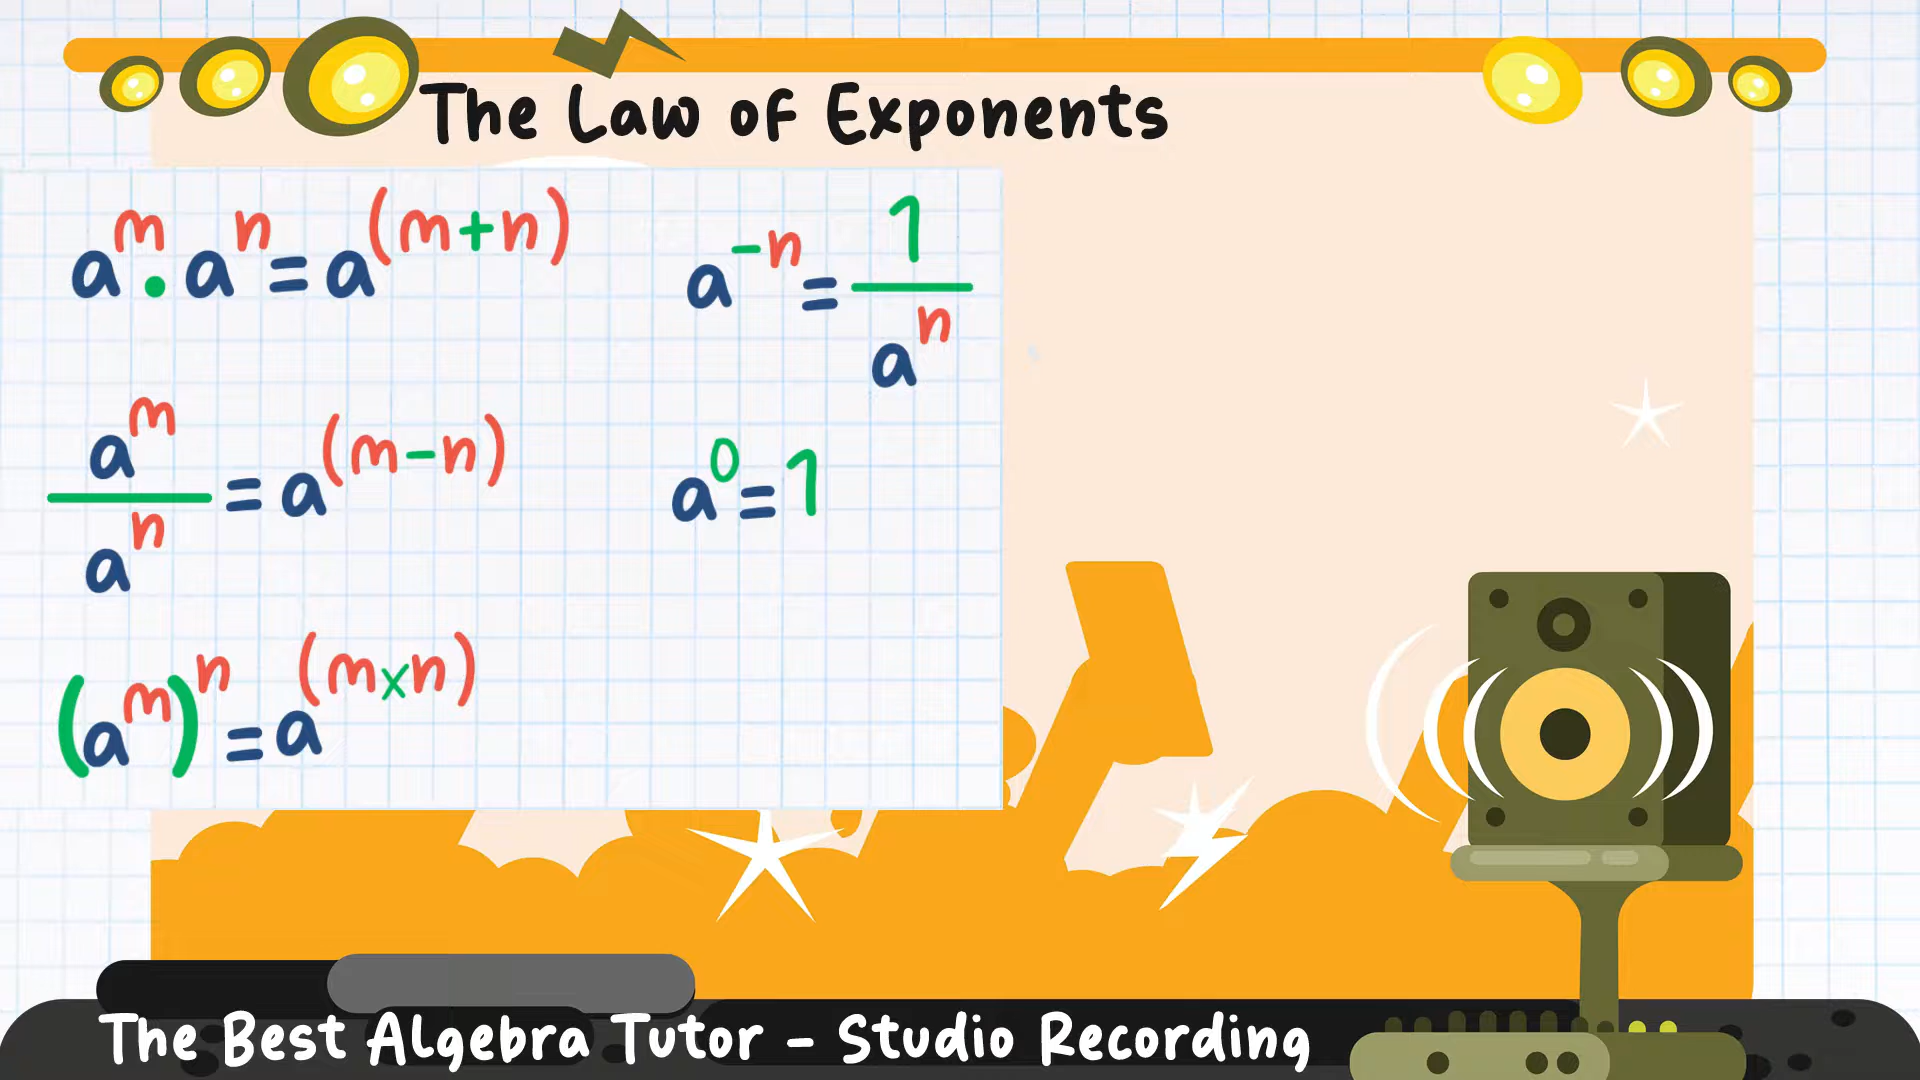 The Law of Exponents
a^m · a^n = a^(m+n)
a^m / a^n = a^(m-n)
(a^m)^n = a^(m×n)
a^-n = 1 / a^n
a^0 = 1
The Best Algebra Tutor - Studio Recording